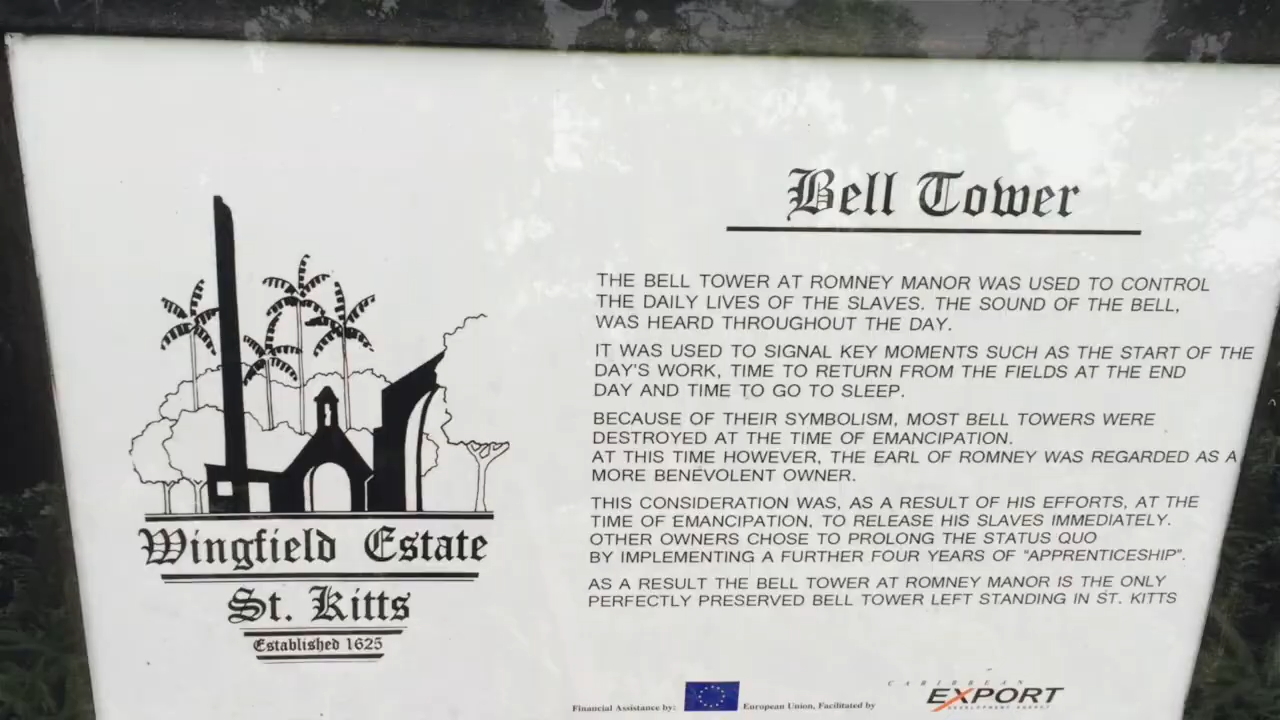 Bell Tower
THE BELL TOWER AT ROMNEY MANOR WAS USED TO CONTROL
THE DAILY LIVES OF THE SLAVES. THE SOUND OF THE BELL,
WAS HEARD THROUGHOUT THE DAY.
IT WAS USED TO SIGNAL KEY MOMENTS SUCH AS THE START OF THE
DAY'S WORK, TIME TO RETURN FROM THE FIELDS AT THE END
DAY AND TIME TO GO TO SLEEP.
BECAUSE OF THEIR SYMBOLISM, MOST BELL TOWERS WERE
DESTROYED AT THE TIME OF EMANCIPATION.
AT THIS TIME HOWEVER, THE EARL OF ROMNEY WAS REGARDED AS A
MORE BENEVOLENT OWNER.
THIS CONSIDERATION WAS, AS A RESULT OF HIS EFFORTS, AT THE
TIME OF EMANCIPATION, TO RELEASE HIS SLAVES IMMEDIATELY.
OTHER OWNERS CHOSE TO PROLONG THE STATUS QUO
BY IMPLEMENTING A FURTHER FOUR YEARS OF "APPRENTICESHIP".
AS A RESULT THE BELL TOWER AT ROMNEY MANOR IS THE ONLY
PERFECTLY PRESERVED BELL TOWER LEFT STANDING IN ST. KITTS
Wingfield Estate
St. Kitts
Established 1625
Financial Assistance by: European Union, Facilitated by
CARIBBEAN
EXPORT
DEVELOPMENT AGENCY